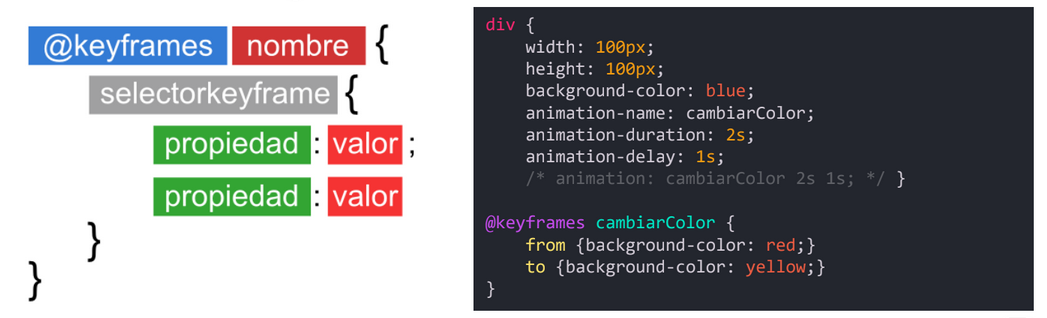 @keyframes nombre {
selectorkeyframe {
propiedad : valor ;
propiedad : valor
}
}
div {
    width: 100px;
    height: 100px;
    background-color: blue;
    animation-name: cambiarColor;
    animation-duration: 2s;
    animation-delay: 1s;
    /* animation: cambiarColor 2s 1s; */ }
@keyframes cambiarColor {
    from {background-color: red;}
    to {background-color: yellow;}
}